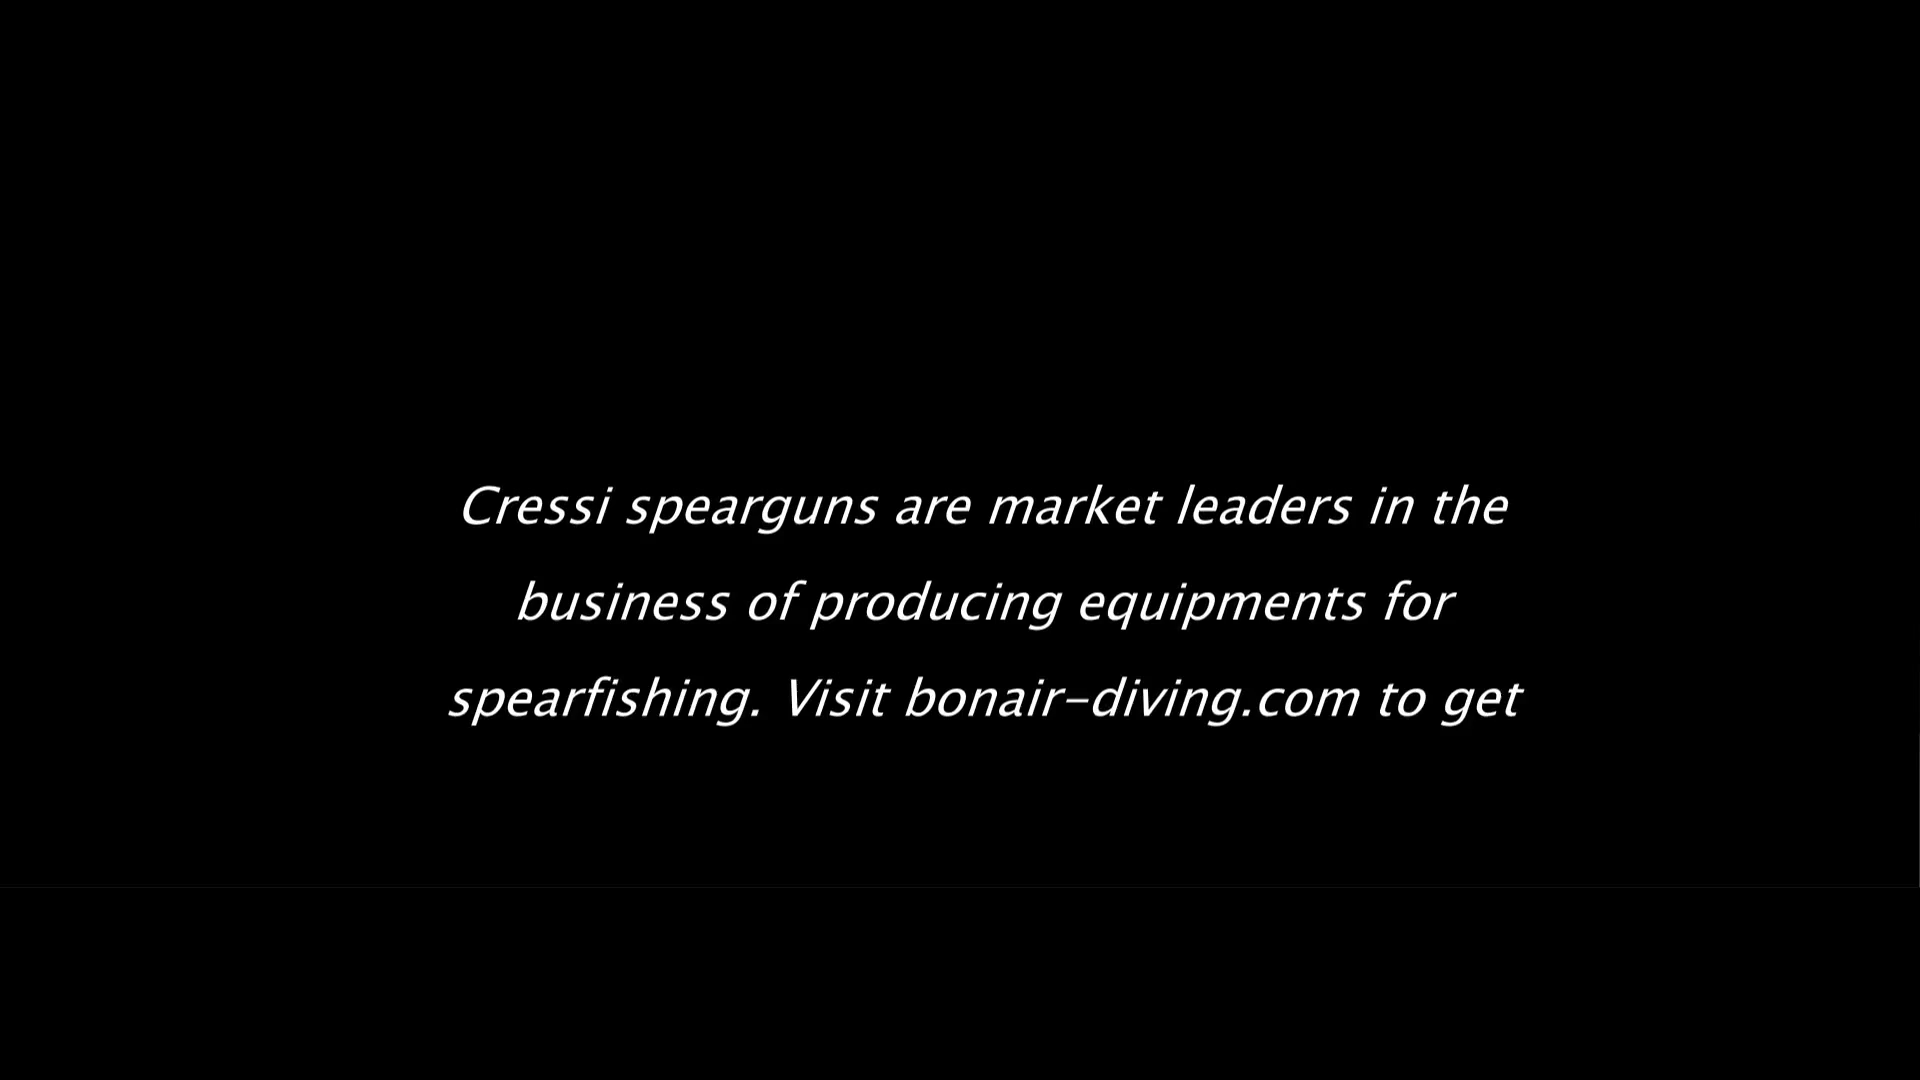 Cressi spearguns are market leaders in the
business of producing equipments for
spearfishing. Visit bonair-diving.com to get